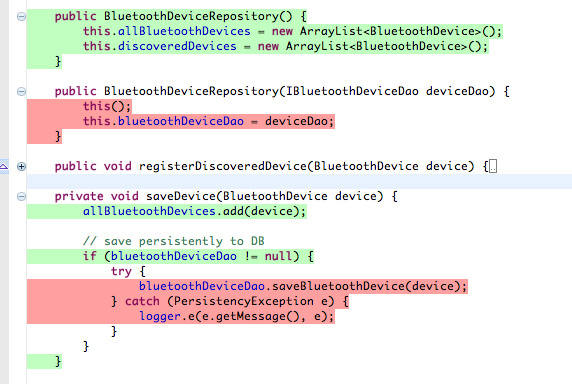 public BluetoothDeviceRepository() {
this.allBluetoothDevices = new ArrayList<BluetoothDevice>();
this.discoveredDevices = new ArrayList<BluetoothDevice>();
}
public BluetoothDeviceRepository(IBluetoothDeviceDao deviceDao) {
this();
this.bluetoothDeviceDao = deviceDao;
}
public void registerDiscoveredDevice(BluetoothDevice device) {..
private void saveDevice(BluetoothDevice device) {
allBluetoothDevices.add(device);
// save persistently to DB
if (bluetoothDeviceDao != null) {
try {
bluetoothDeviceDao.saveBluetoothDevice(device);
} catch (PersistencyException e) {
logger.e(e.getMessage(), e);
}
}
}